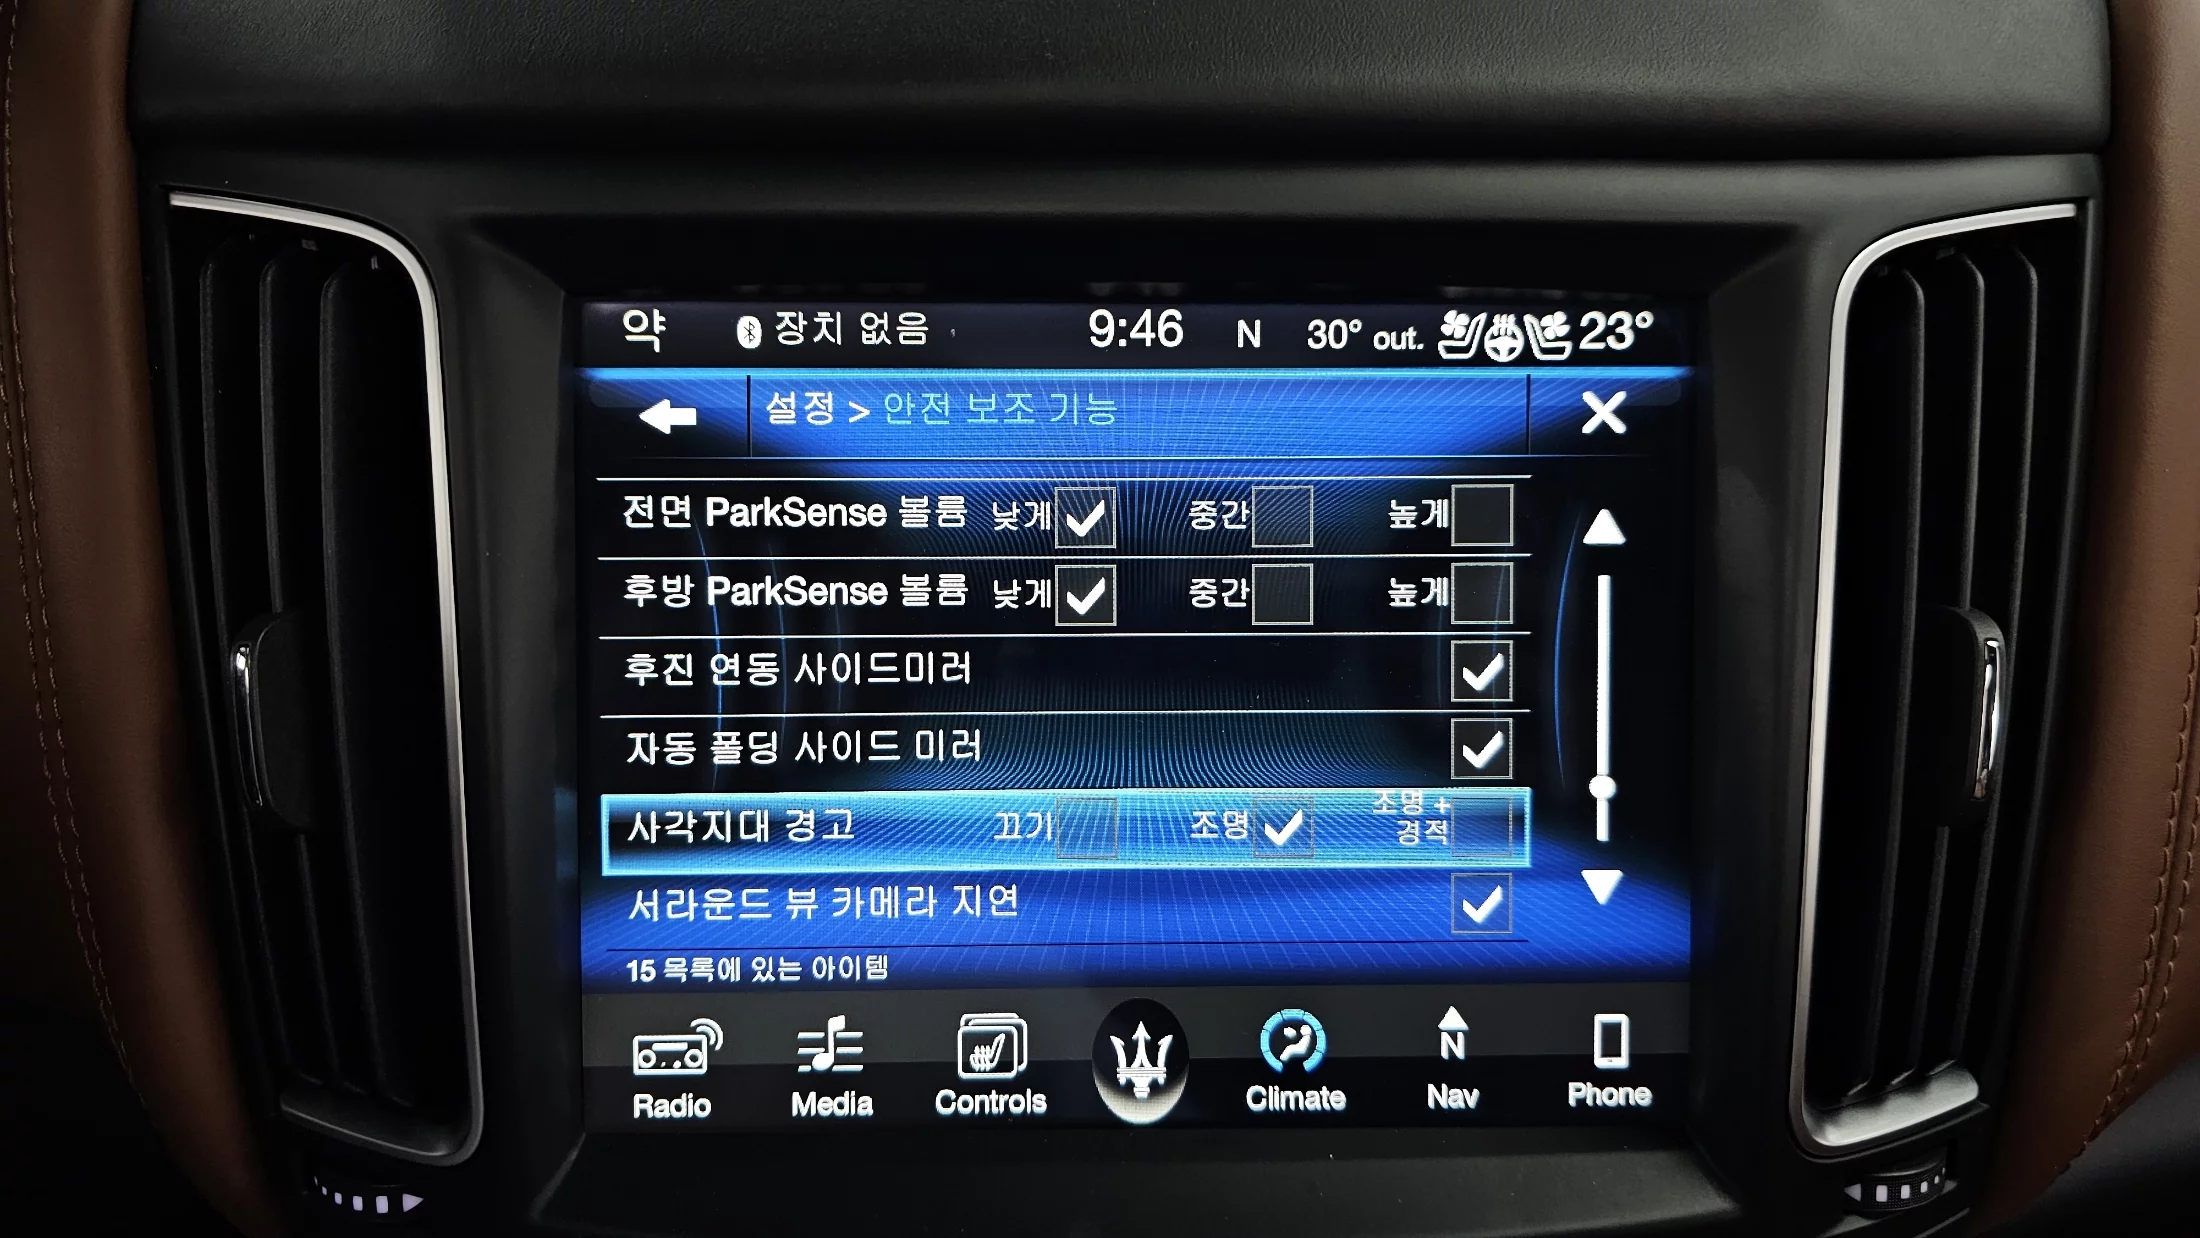 약 장치 없음 9:46 N 30° out. 23°
설정 > 안전 보조 기능
전면 ParkSense 볼륨 낮게 중간 높게
후방 ParkSense 볼륨 낮게 중간 높게
후진 연동 사이드미러
자동 폴딩 사이드 미러
사각지대 경고 끄기 조명 조명 + 경적
서라운드 뷰 카메라 지연
15 목록에 있는 아이템
Radio Media Controls Climate N Nav Phone